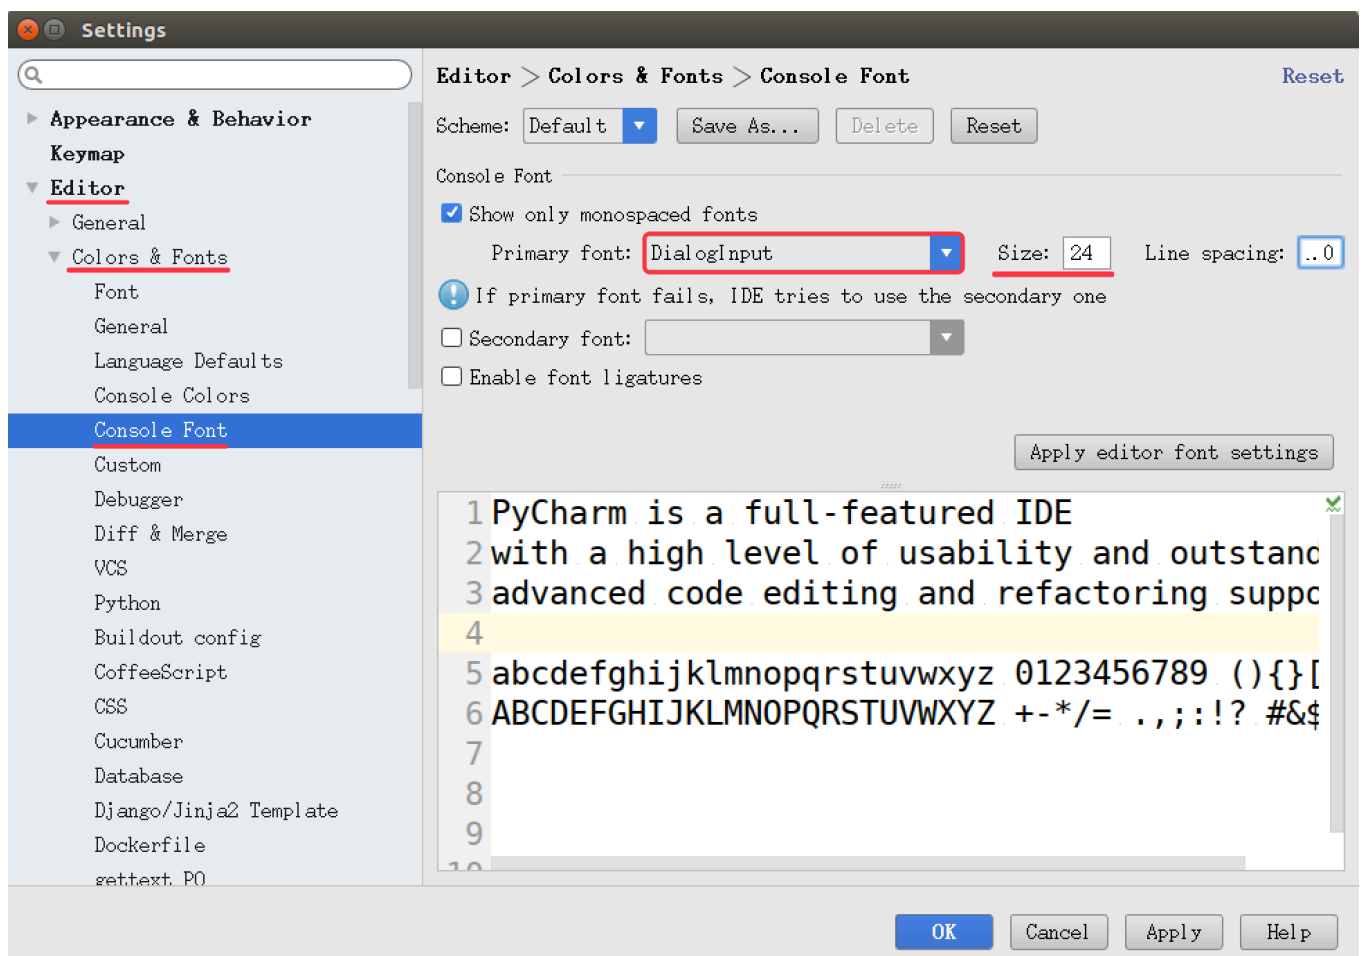 Settings
Appearance & Behavior
Keymap
Editor
General
Colors & Fonts
Font
General
Language Defaults
Console Colors
Console Font
Custom
Debugger
Diff & Merge
VCS
Python
Buildout config
CoffeeScript
CSS
Cucumber
Database
Django/Jinja2 Template
Dockerfile
gettext PO
Editor > Colors & Fonts > Console Font Reset
Scheme: Default Save As... Delete Reset
Console Font
Show only monospaced fonts
Primary font: DialogInput Size: 24 Line spacing: ..0
If primary font fails, IDE tries to use the secondary one
Secondary font:
Enable font ligatures
Apply editor font settings
1 PyCharm is a full-featured IDE
2 with a high level of usability and outstand
3 advanced code editing and refactoring suppo
4
5 abcdefghijklmnopqrstuvwxyz 0123456789 (){}[
6 ABCDEFGHIJKLMNOPQRSTUVWXYZ +-*/= .,;:!? #&$
7
8
9
10
OK Cancel Apply Help